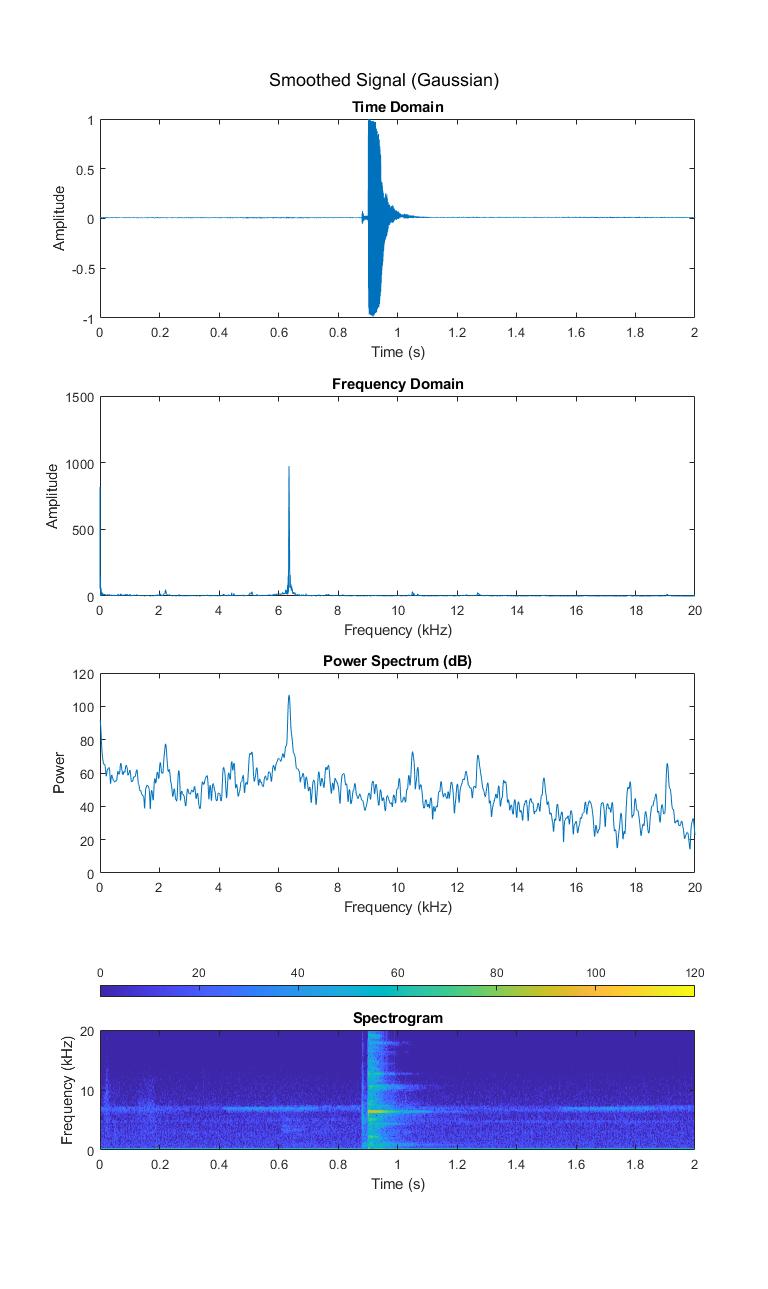 Smoothed Signal (Gaussian)
Time Domain
1
0.5
0
-0.5
-1
Amplitude
0 0.2 0.4 0.6 0.8 1 1.2 1.4 1.6 1.8 2
Time (s)
Frequency Domain
1500
1000
500
0
Amplitude
0 2 4 6 8 10 12 14 16 18 20
Frequency (kHz)
Power Spectrum (dB)
120
100
80
60
40
20
0
Power
0 2 4 6 8 10 12 14 16 18 20
Frequency (kHz)
0 20 40 60 80 100 120
Spectrogram
20
10
0
Frequency (kHz)
0 0.2 0.4 0.6 0.8 1 1.2 1.4 1.6 1.8 2
Time (s)